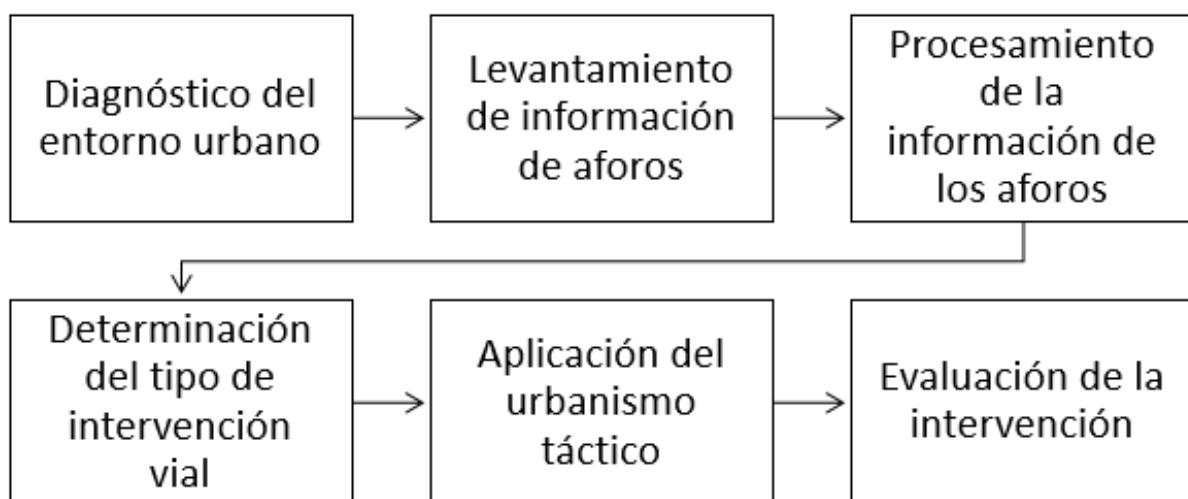 Diagnóstico del
entorno urbano
Levantamiento
de información
de aforos
Procesamiento
de la
información de
los aforos
Determinación
del tipo de
intervención
vial
Aplicación del
urbanismo
táctico
Evaluación de la
intervención